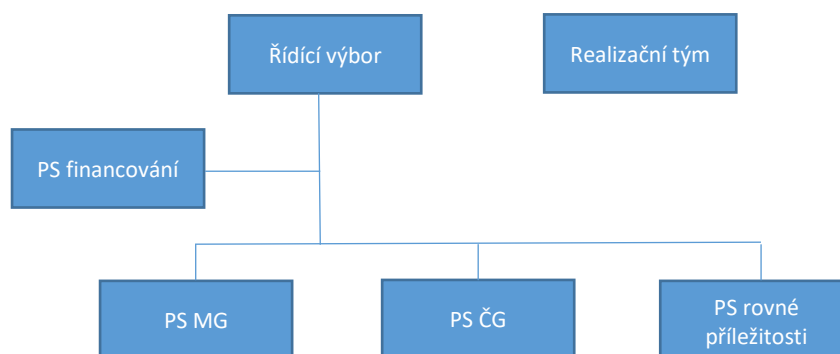 Řídící výbor
Realizační tým
PS financování
PS MG
PS ČG
PS rovné
příležitosti